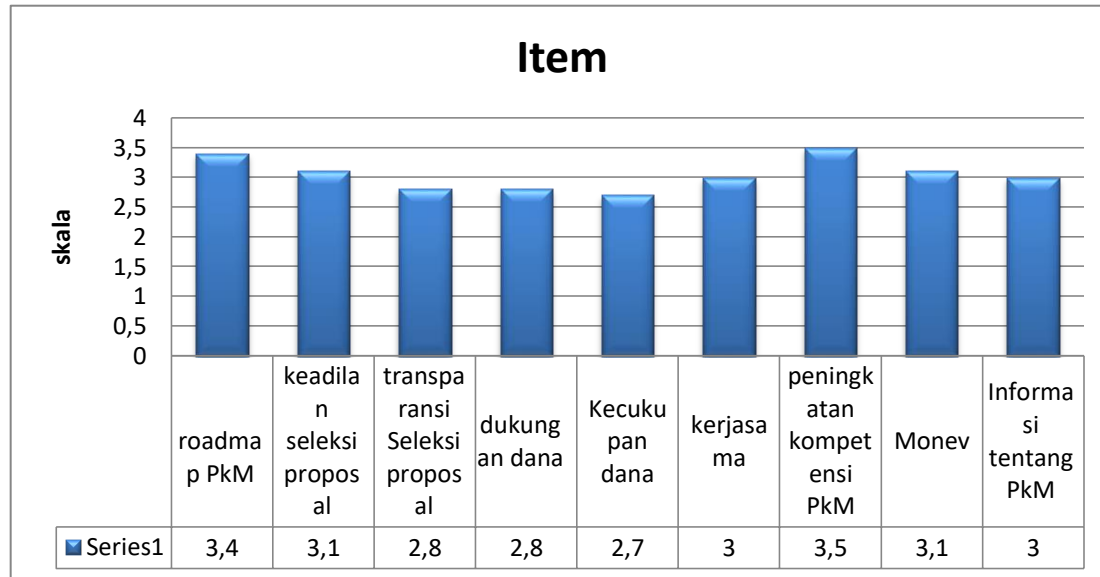 Item
skala
4
3,5
3
2,5
2
1,5
1
0,5
0
roadma
p PkM
keadila
n
seleksi
propos
al
transpa
ransi
Seleksi
propos
al
dukung
an dana
Kecuku
pan
dana
kerjasa
ma
peningk
atan
kompet
ensi
PkM
Monev
Informa
si
tentang
PkM
Series1 3,4 3,1 2,8 2,8 2,7 3 3,5 3,1 3